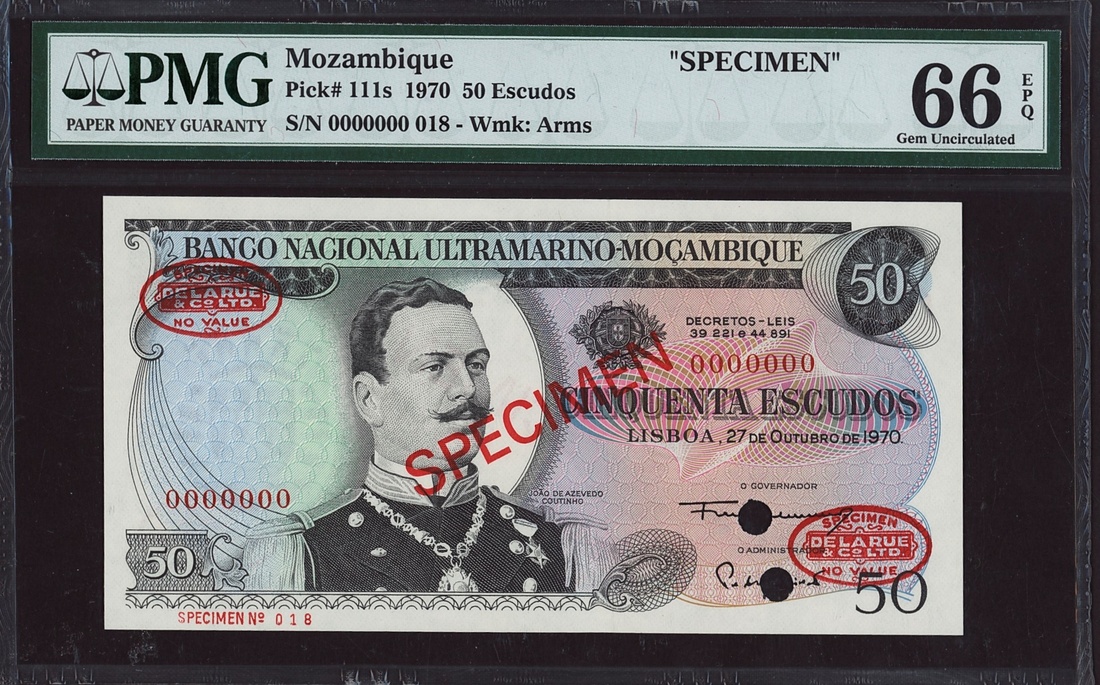 PMG
PAPER MONEY GUARANTY
Mozambique
Pick# 111s 1970 50 Escudos
S/N 0000000 018 - Wmk: Arms
"SPECIMEN"
66
EPQ
Gem Uncirculated
BANCO NACIONAL ULTRAMARINO-MOÇAMBIQUE
50
SPECIMEN
DE LA RUE
& Cº LTD.
NO VALUE
DECRETOS-LEIS
39 221 e 44 891
0000000
SPECIMEN
CINQUENTA ESCUDOS
LISBOA, 27 DE OUTUBRO DE 1970.
0000000
JOÃO DE AZEVEDO
COUTINHO
O GOVERNADOR
O ADMINISTRADOR
SPECIMEN
DE LA RUE
& Cº LTD.
NO VALUE
50
50
SPECIMEN Nº 018